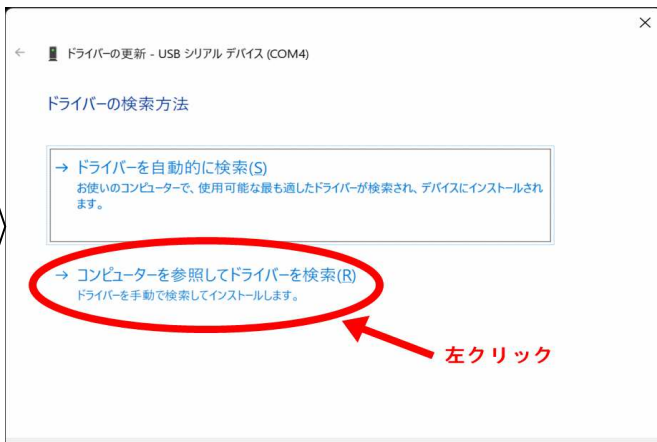 ドライバーの更新 - USB シリアル デバイス (COM4)
ドライバーの検索方法
→ ドライバーを自動的に検索(S)
お使いのコンピューターで、使用可能な最も適したドライバーが検索され、デバイスにインストールされ
ます。
→ コンピューターを参照してドライバーを検索(R)
ドライバーを手動で検索してインストールします。
左クリック